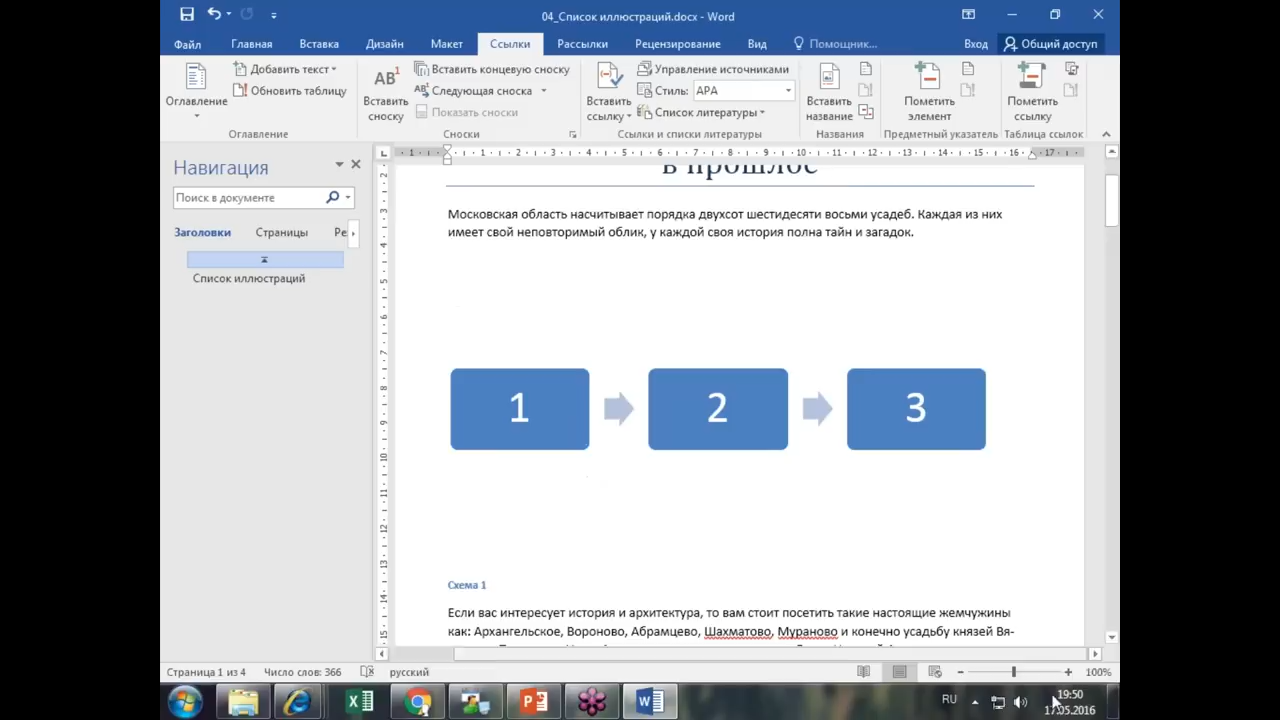 04_Список иллюстраций.docx - Word
Файл
Главная
Вставка
Дизайн
Макет
Ссылки
Рассылки
Рецензирование
Вид
Помощник...
Вход
Общий доступ
Оглавление
Добавить текст
Обновить таблицу
Оглавление
AB¹
Вставить сноску
Вставить концевую сноску
Следующая сноска
Показать сноски
Сноски
Вставить ссылку
Управление источниками
Стиль: APA
Список литературы
Ссылки и списки литературы
Вставить название
Названия
Пометить элемент
Предметный указатель
Пометить ссылку
Таблица ссылок
Навигация
Поиск в документе
Заголовки
Страницы
Ре
Список иллюстраций
в прошлое
Московская область насчитывает порядка двухсот шестидесяти восьми усадеб. Каждая из них
имеет свой неповторимый облик, у каждой своя история полна тайн и загадок.
1
2
3
Схема 1
Если вас интересует история и архитектура, то вам стоит посетить такие настоящие жемчужины
как: Архангельское, Вороново, Абрамцево, Шахматово, Мураново и конечно усадьбу князей Вя-
Страница 1 из 4
Число слов: 366
русский
100%
RU
19:50
17.05.2016